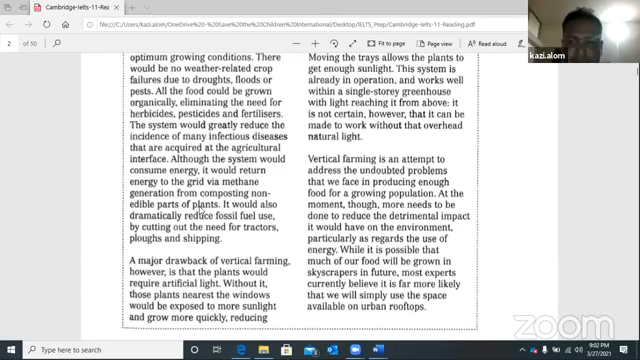 Cambridge-Ielts-11-Reading.pdf
File
C:/Users/kazi.alom/OneDrive%20-%20Save%20the%20Children%20International/Desktop/IELTS_Prep/Cambridge-Ielts-11-Reading.pdf
2 of 50
Fit to page
Page view
Read aloud
kazi.alom
optimum growing conditions. There
would be no weather-related crop
failures due to droughts, floods or
pests. All the food could be grown
organically, eliminating the need for
herbicides, pesticides and fertilisers.
The system would greatly reduce the
incidence of many infectious diseases
that are acquired at the agricultural
interface. Although the system would
consume energy, it would return
energy to the grid via methane
generation from composting non-
edible parts of plants. It would also
dramatically reduce fossil fuel use,
by cutting out the need for tractors,
ploughs and shipping.
A major drawback of vertical farming,
however, is that the plants would
require artificial light. Without it,
those plants nearest the windows
would be exposed to more sunlight
and grow more quickly, reducing
Moving the trays allows the plants to
get enough sunlight. This system is
already in operation, and works well
within a single-storey greenhouse
with light reaching it from above: it
is not certain, however, that it can be
made to work without that overhead
natural light.
Vertical farming is an attempt to
address the undoubted problems
that we face in producing enough
food for a growing population. At the
moment, though, more needs to be
done to reduce the detrimental impact
it would have on the environment,
particularly as regards the use of
energy. While it is possible that
much of our food will be grown in
skyscrapers in future, most experts
currently believe it is far more likely
that we will simply use the space
available on urban rooftops.
zoom
Type here to search
9:02 PM
3/27/2021